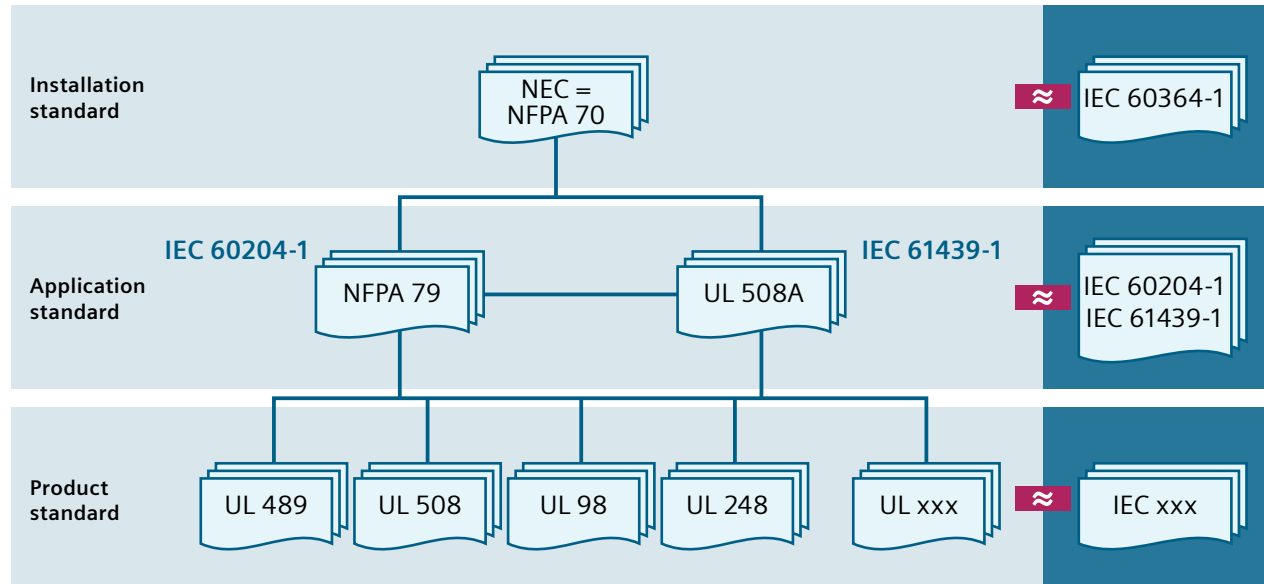 Installation
standard
NEC =
NFPA 70
≈
IEC 60364-1
Application
standard
IEC 60204-1
NFPA 79
UL 508A
IEC 61439-1
≈
IEC 60204-1
IEC 61439-1
Product
standard
UL 489
UL 508
UL 98
UL 248
UL xxx
≈
IEC xxx